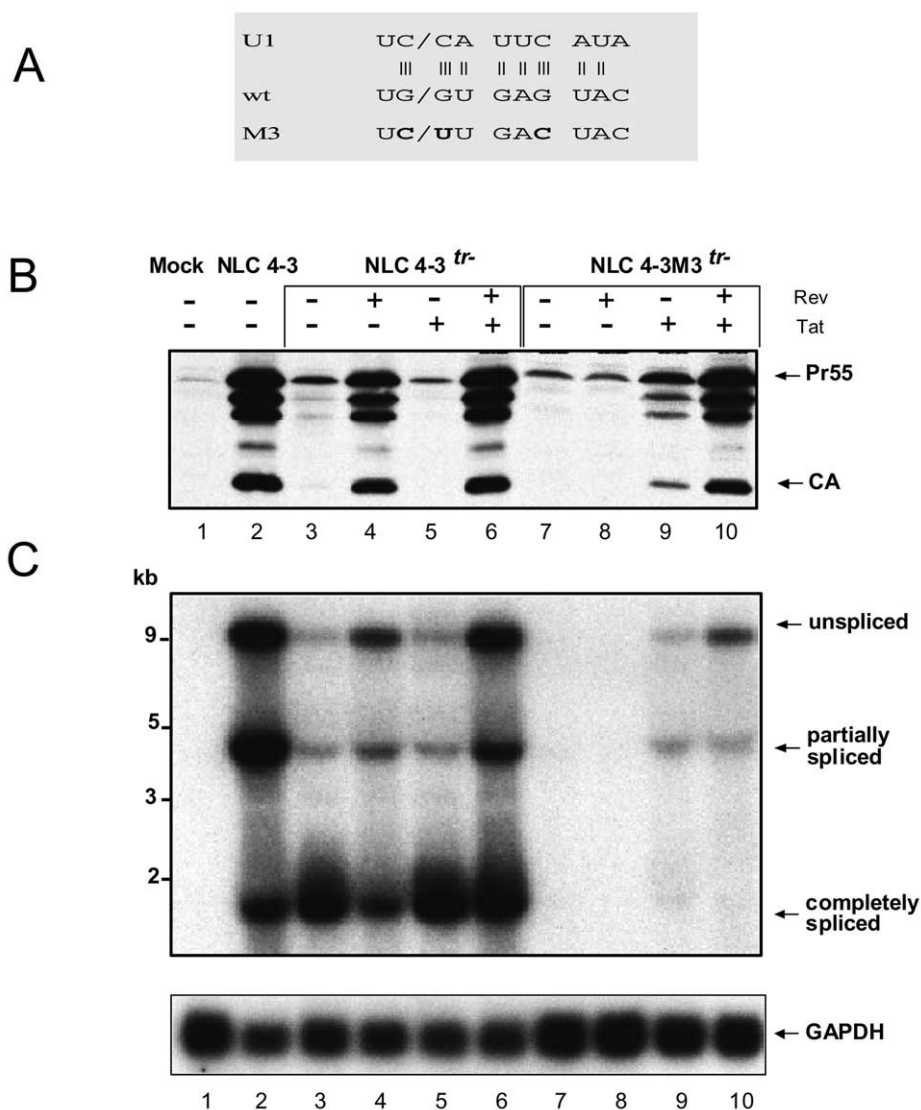 A
U1 UC/CA UUC AUA
wt UG/GU GAG UAC
M3 UC/UU GAC UAC
B
Mock NLC 4-3 NLC 4-3 tr- NLC 4-3M3 tr-
- - - + - + - - + - + Rev
- - - - + + - - + + Tat
Pr55
CA
1 2 3 4 5 6 7 8 9 10
C
kb
9
5
3
2
unspliced
partially
spliced
completely
spliced
GAPDH
1 2 3 4 5 6 7 8 9 10